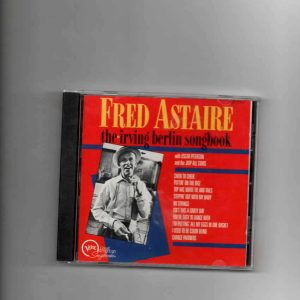 FRED ASTAIRE
the irving berlin songbook
with OSCAR PETERSON
and the JATP ALL STARS
CHEEK TO CHEEK
PUTTIN' ON THE RITZ
TOP HAT, WHITE TIE AND TAILS
STEPPIN' OUT WITH MY BABY
NO STRINGS
ISN'T THIS A LOVELY DAY
YOU'RE EASY TO DANCE WITH
I'M PUTTING ALL MY EGGS IN ONE BASKET
I USED TO BE COLOR BLIND
CHANGE PARTNERS
Verve